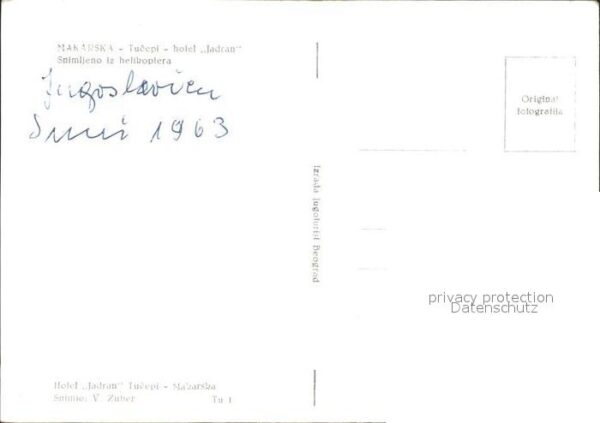 MAKARSKA - Tučepi - hotel „Jadran"
Snimljeno iz helikoptera
Jugoslavien
Juni 1963
Original
fotografija
Izrada Jugoturist Beograd
privacy protection
Datenschutz
Hotel „Jadran" Tučepi - Makarska
Snimio: V. Zuber
Tu 1